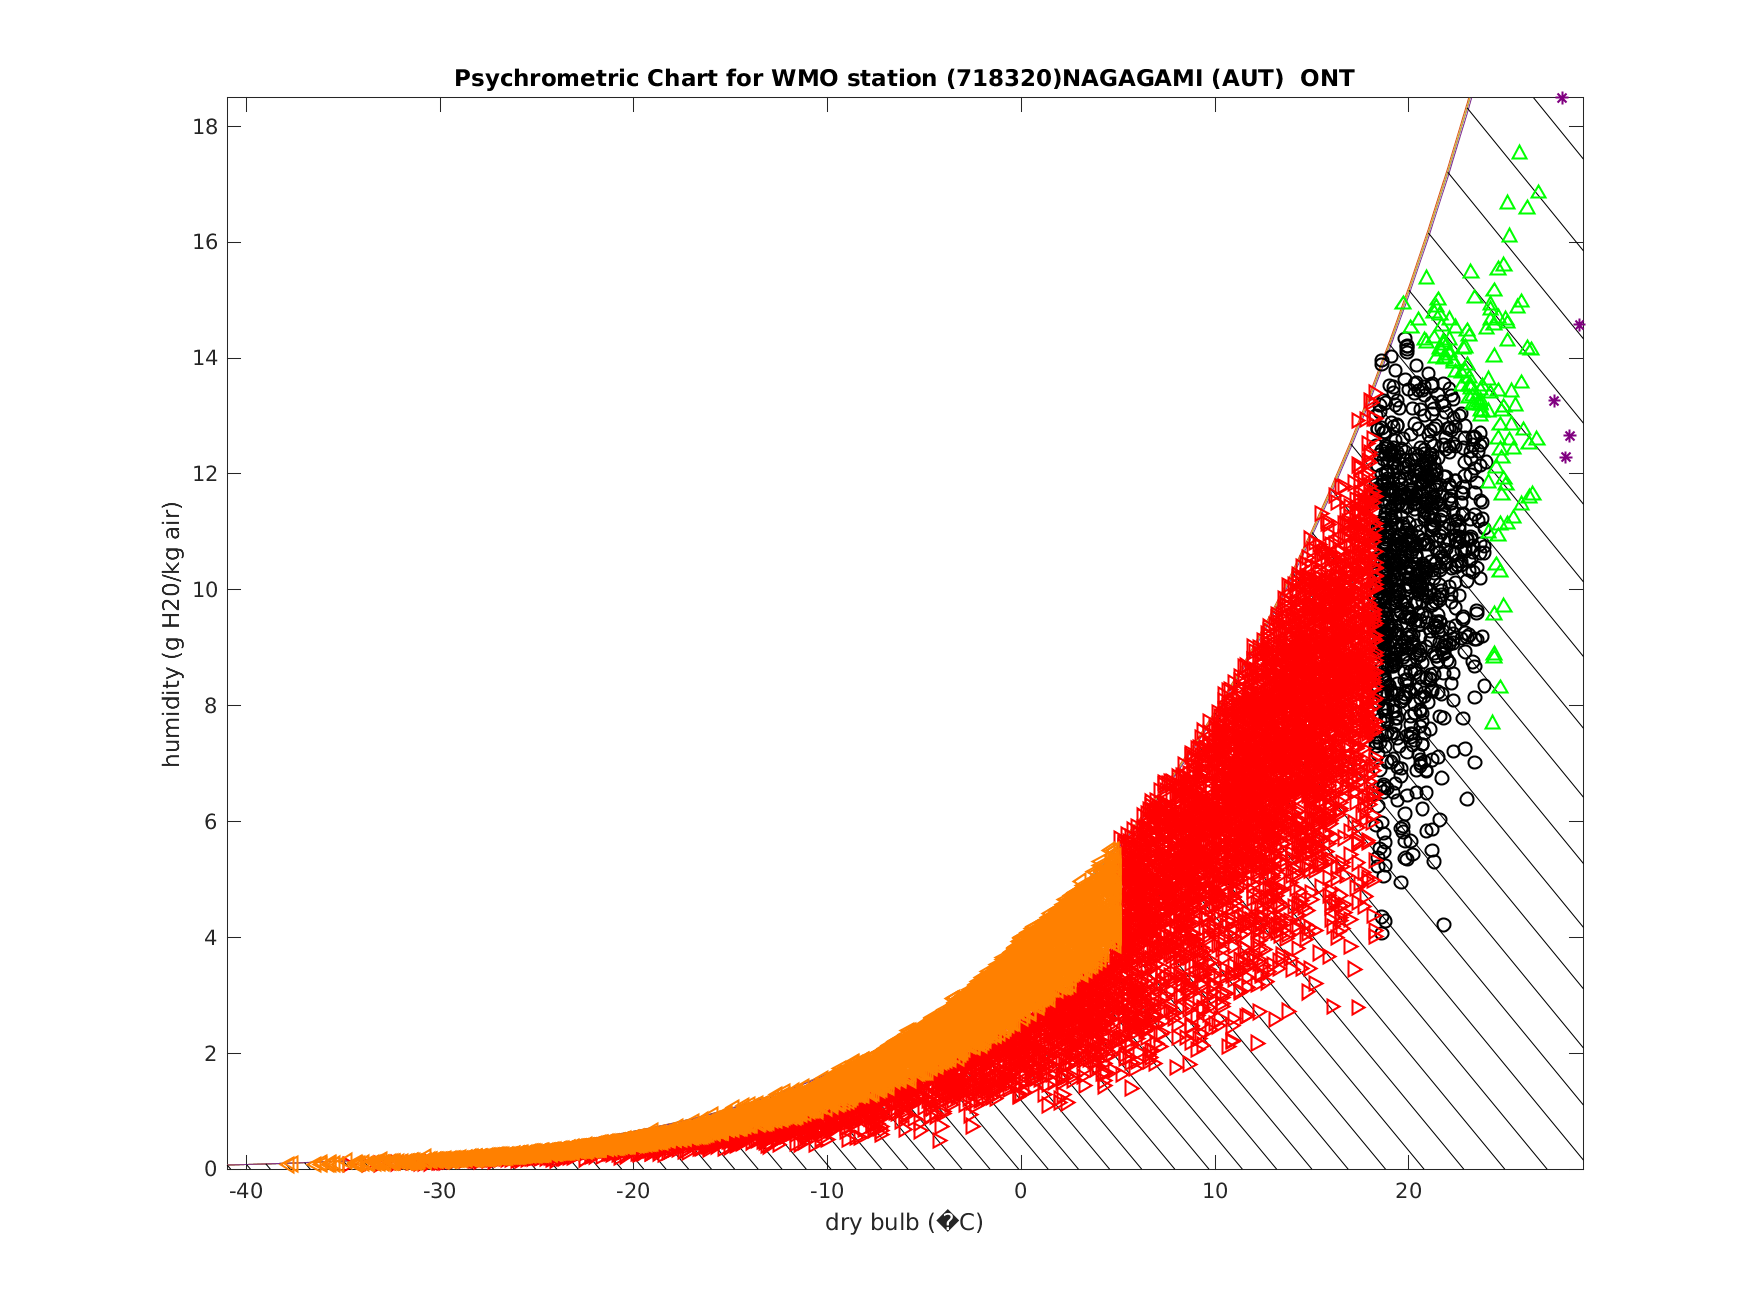 Psychrometric Chart for WMO station (718320)NAGAGAMI (AUT)  ONT
humidity (g H20/kg air)
18
16
14
12
10
8
6
4
2
0
-40 -30 -20 -10 0 10 20
dry bulb (�C)